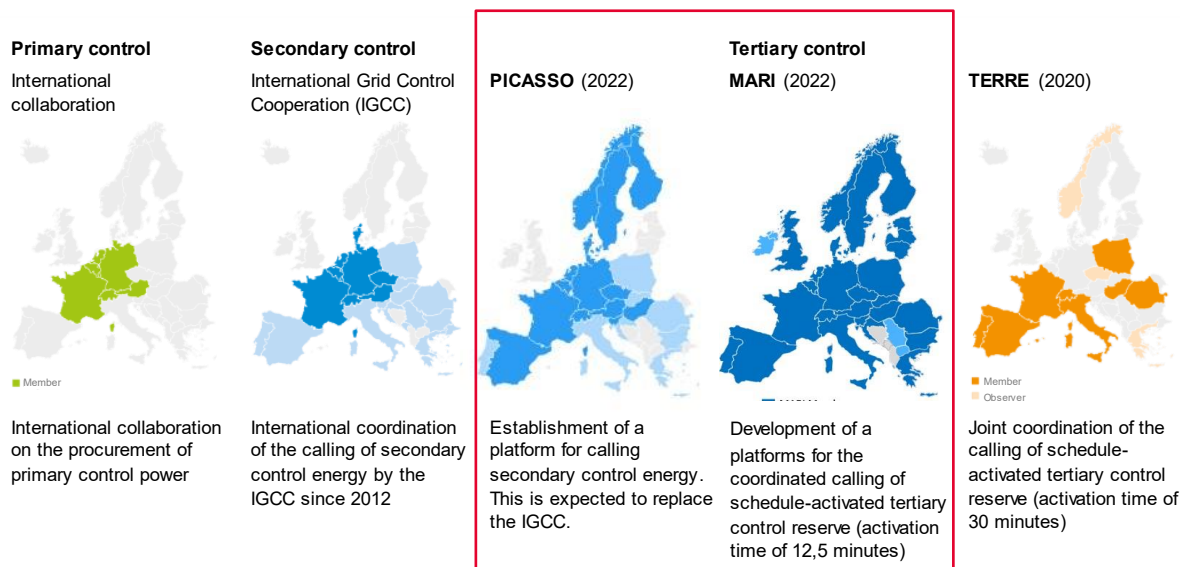 Primary control
International
collaboration
Member
International collaboration
on the procurement of
primary control power
Secondary control
International Grid Control
Cooperation (IGCC)
International coordination
of the calling of secondary
control energy by the
IGCC since 2012
PICASSO (2022)
Establishment of a
platform for calling
secondary control energy.
This is expected to replace
the IGCC.
Tertiary control
MARI (2022)
Development of a
platforms for the
coordinated calling of
schedule-activated tertiary
control reserve (activation
time of 12,5 minutes)
TERRE (2020)
Member
Observer
Joint coordination of the
calling of schedule-
activated tertiary control
reserve (activation time of
30 minutes)